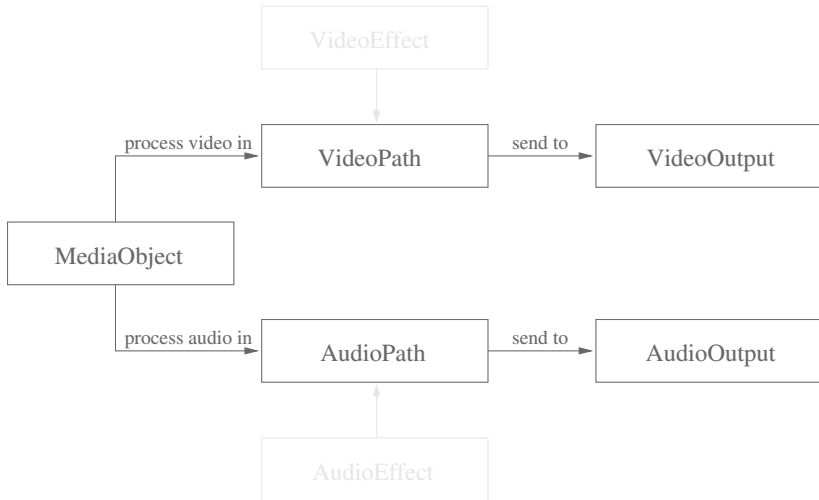 VideoEffect
process video in
VideoPath
send to
VideoOutput
MediaObject
process audio in
AudioPath
send to
AudioOutput
AudioEffect